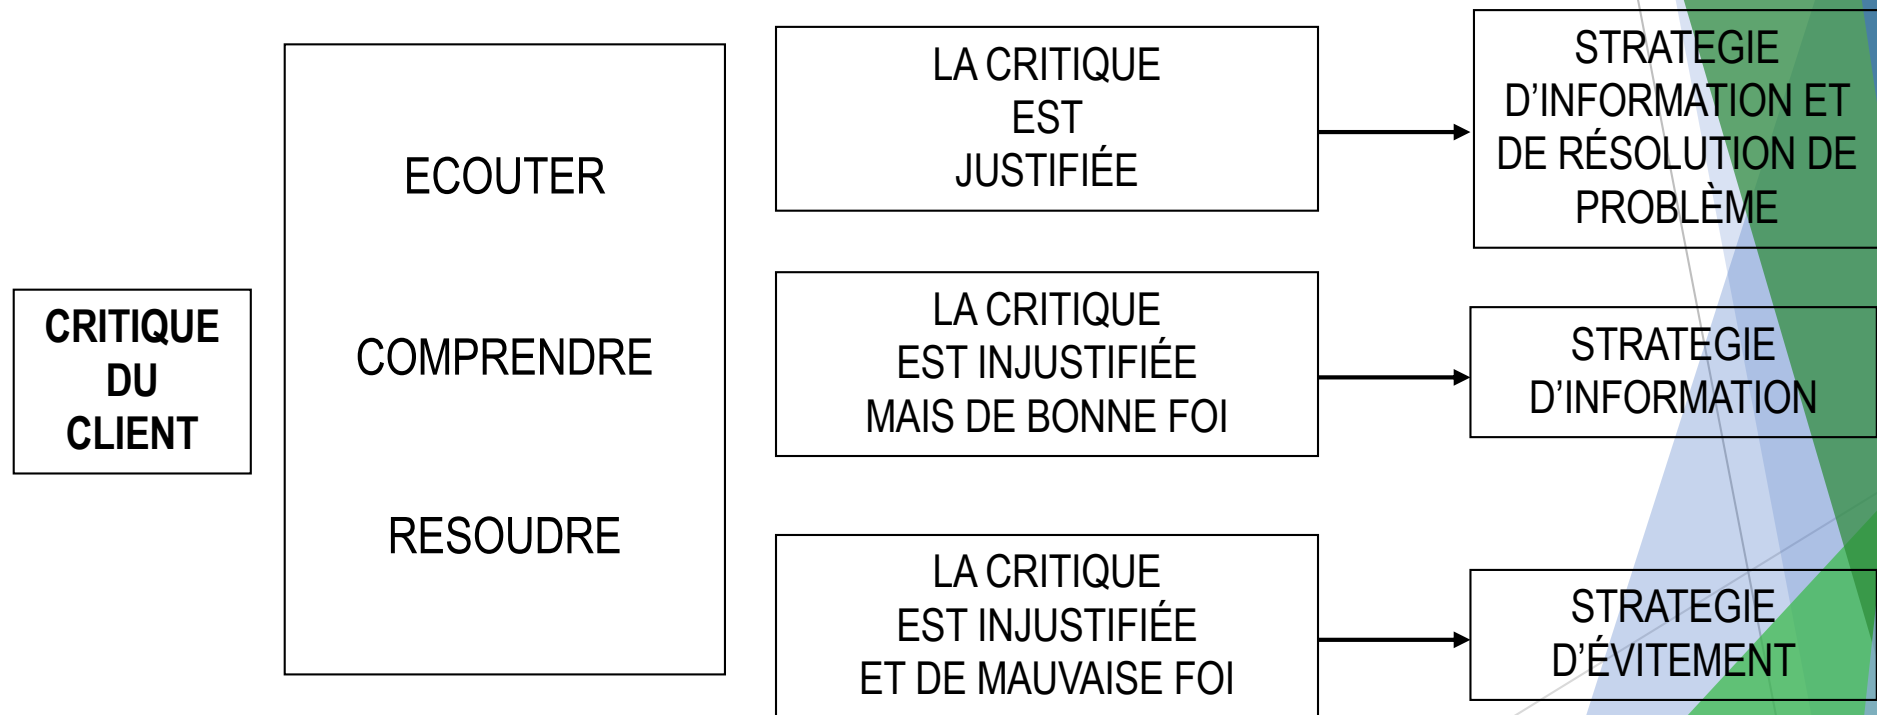 CRITIQUE
DU
CLIENT
ECOUTER
COMPRENDRE
RESOUDRE
LA CRITIQUE
EST
JUSTIFIÉE
STRATEGIE
D’INFORMATION ET
DE RÉSOLUTION DE
PROBLÈME
LA CRITIQUE
EST INJUSTIFIÉE
MAIS DE BONNE FOI
STRATEGIE
D’INFORMATION
LA CRITIQUE
EST INJUSTIFIÉE
ET DE MAUVAISE FOI
STRATEGIE
D’ÉVITEMENT